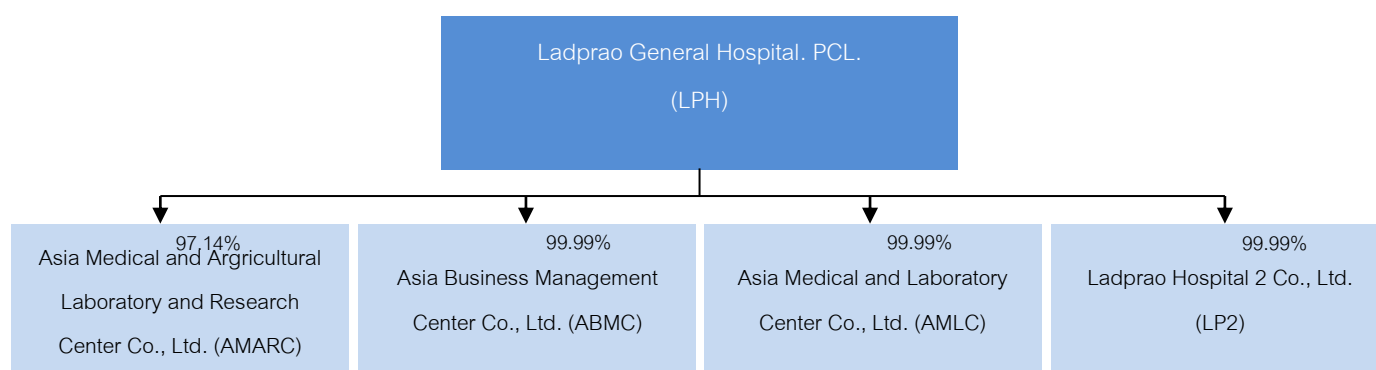 Ladprao General Hospital. PCL.
(LPH)
97.14%
Asia Medical and Argricultural
Laboratory and Research
Center Co., Ltd. (AMARC)
99.99%
Asia Business Management
Center Co., Ltd. (ABMC)
99.99%
Asia Medical and Laboratory
Center Co., Ltd. (AMLC)
99.99%
Ladprao Hospital 2 Co., Ltd.
(LP2)